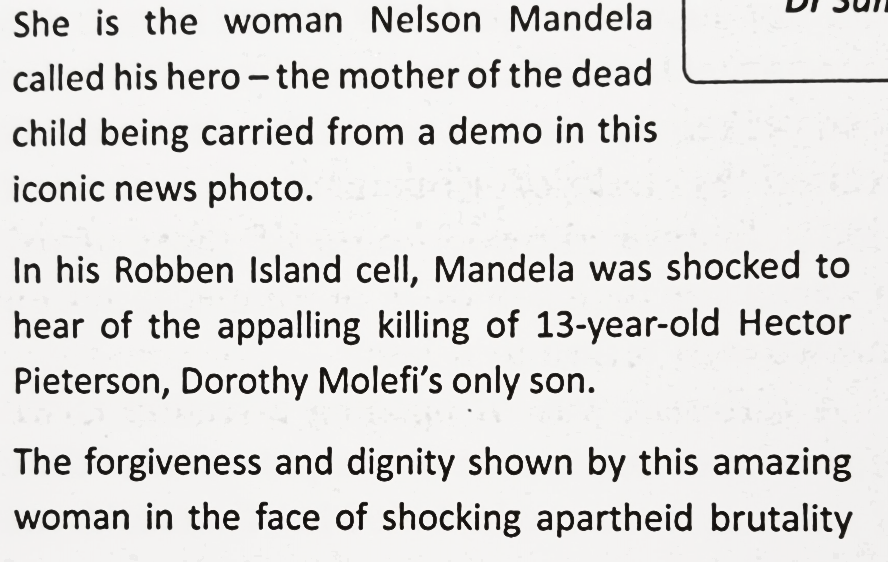 She is the woman Nelson Mandela
called his hero – the mother of the dead
child being carried from a demo in this
iconic news photo.
In his Robben Island cell, Mandela was shocked to
hear of the appalling killing of 13-year-old Hector
Pieterson, Dorothy Molefi’s only son.
The forgiveness and dignity shown by this amazing
woman in the face of shocking apartheid brutality